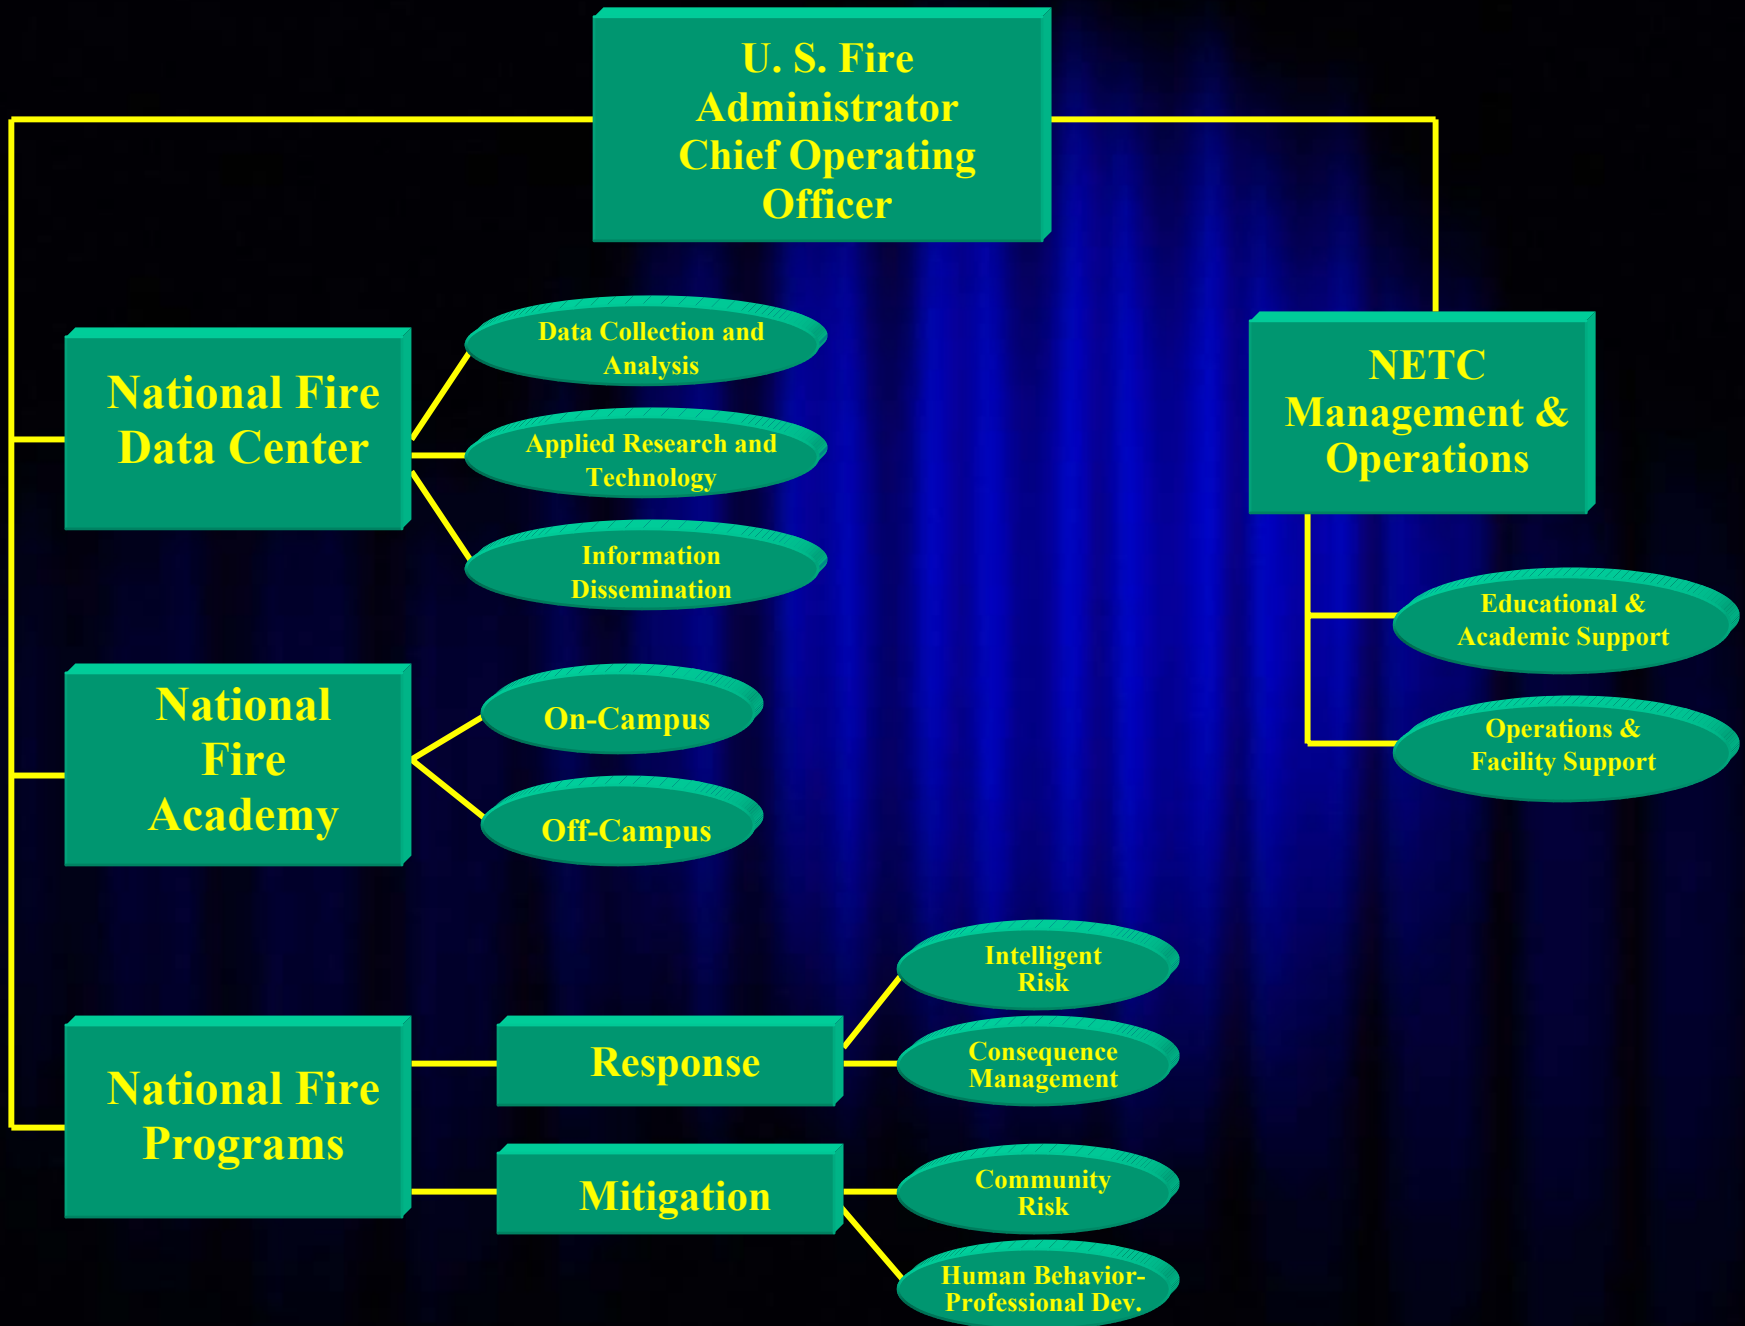 U. S. Fire
Administrator
Chief Operating
Officer
National Fire
Data Center
Data Collection and
Analysis
Applied Research and
Technology
Information
Dissemination
NETC
Management &
Operations
Educational &
Academic Support
Operations &
Facility Support
National
Fire
Academy
On-Campus
Off-Campus
National Fire
Programs
Response
Intelligent
Risk
Consequence
Management
Mitigation
Community
Risk
Human Behavior-
Professional Dev.